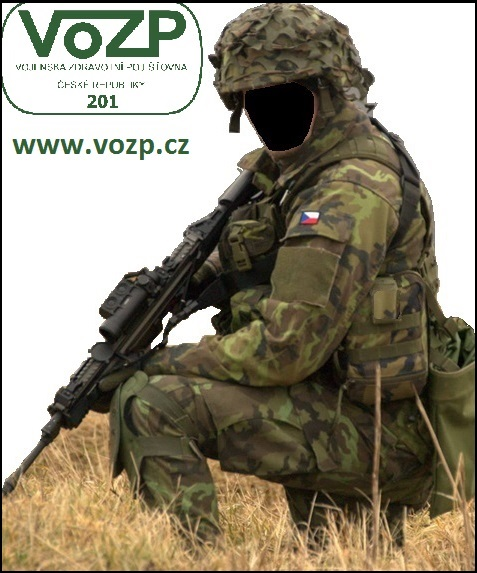 VoZP
VOJENSKÁ ZDRAVOTNÍ POJIŠŤOVNA
ČESKÉ REPUBLIKY
201
www.vozp.cz